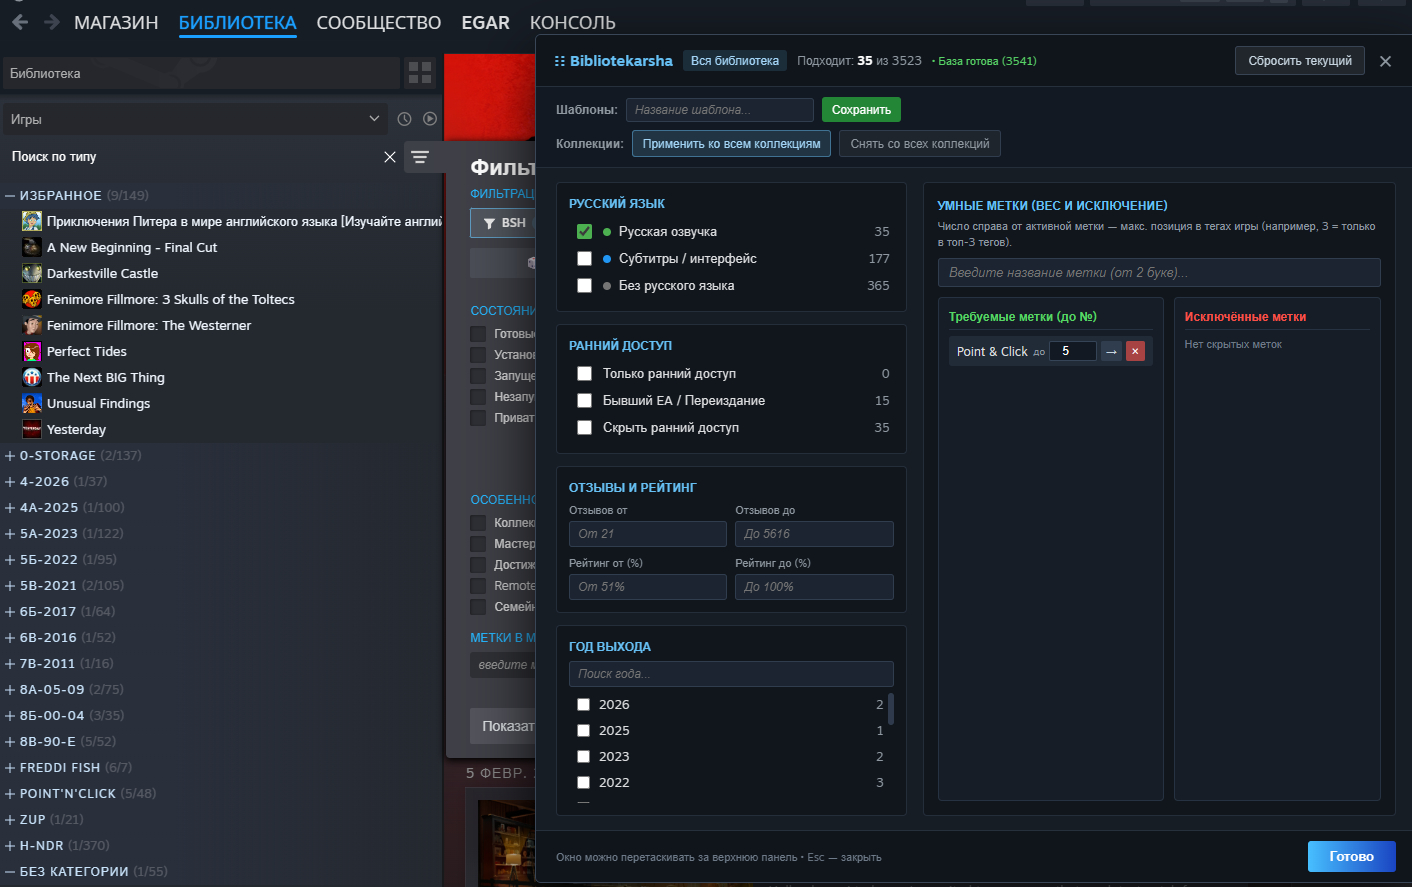 МАГАЗИН БИБЛИОТЕКА СООБЩЕСТВО EGAR КОНСОЛЬ
Библиотека
Игры
Поиск по типу
ИЗБРАННОЕ (9/149)
Приключения Питера в мире английского языка [Изучайте англий
A New Beginning - Final Cut
Darkestville Castle
Fenimore Fillmore: 3 Skulls of the Toltecs
Fenimore Fillmore: The Westerner
Perfect Tides
The Next BIG Thing
Unusual Findings
Yesterday
0-STORAGE (2/137)
4-2026 (1/37)
4А-2025 (1/100)
5А-2023 (1/122)
5Б-2022 (1/95)
5В-2021 (2/105)
6Б-2017 (1/64)
6В-2016 (1/52)
7В-2011 (1/16)
8А-05-09 (2/75)
8Б-00-04 (3/35)
8В-90-Е (5/52)
FREDDI FISH (6/7)
POINT'N'CLICK (5/48)
ZUP (1/21)
H-NDR (1/370)
БЕЗ КАТЕГОРИИ (1/55)
Фильт
ФИЛЬТРАЦ
BSH
СОСТОЯНИ
Готовы
Установ
Запуще
Незапу
Приват
ОСОБЕННО
Коллек
Мастер
Достиж
Remote
Семейн
МЕТКИ В М
введите м
Показат
5 ФЕВР.
Bibliotekarsha Вся библиотека Подходит: 35 из 3523 • База готова (3541) Сбросить текущий
Шаблоны: Название шаблона... Сохранить
Коллекции: Применить ко всем коллекциям Снять со всех коллекций
РУССКИЙ ЯЗЫК
Русская озвучка 35
Субтитры / интерфейс 177
Без русского языка 365
РАННИЙ ДОСТУП
Только ранний доступ 0
Бывший EA / Переиздание 15
Скрыть ранний доступ 35
ОТЗЫВЫ И РЕЙТИНГ
Отзывов от Отзывов до
От 21 До 5616
Рейтинг от (%) Рейтинг до (%)
От 51% До 100%
ГОД ВЫХОДА
Поиск года...
2026 2
2025 1
2023 2
2022 3
УМНЫЕ МЕТКИ (ВЕС И ИСКЛЮЧЕНИЕ)
Число справа от активной метки — макс. позиция в тегах игры (например, 3 = только
в топ-3 тегов).
Введите название метки (от 2 букв)...
Требуемые метки (до №)
Point & Click до 5 → ×
Исключённые метки
Нет скрытых меток
Окно можно перетаскивать за верхнюю панель • Esc — закрыть
Готово